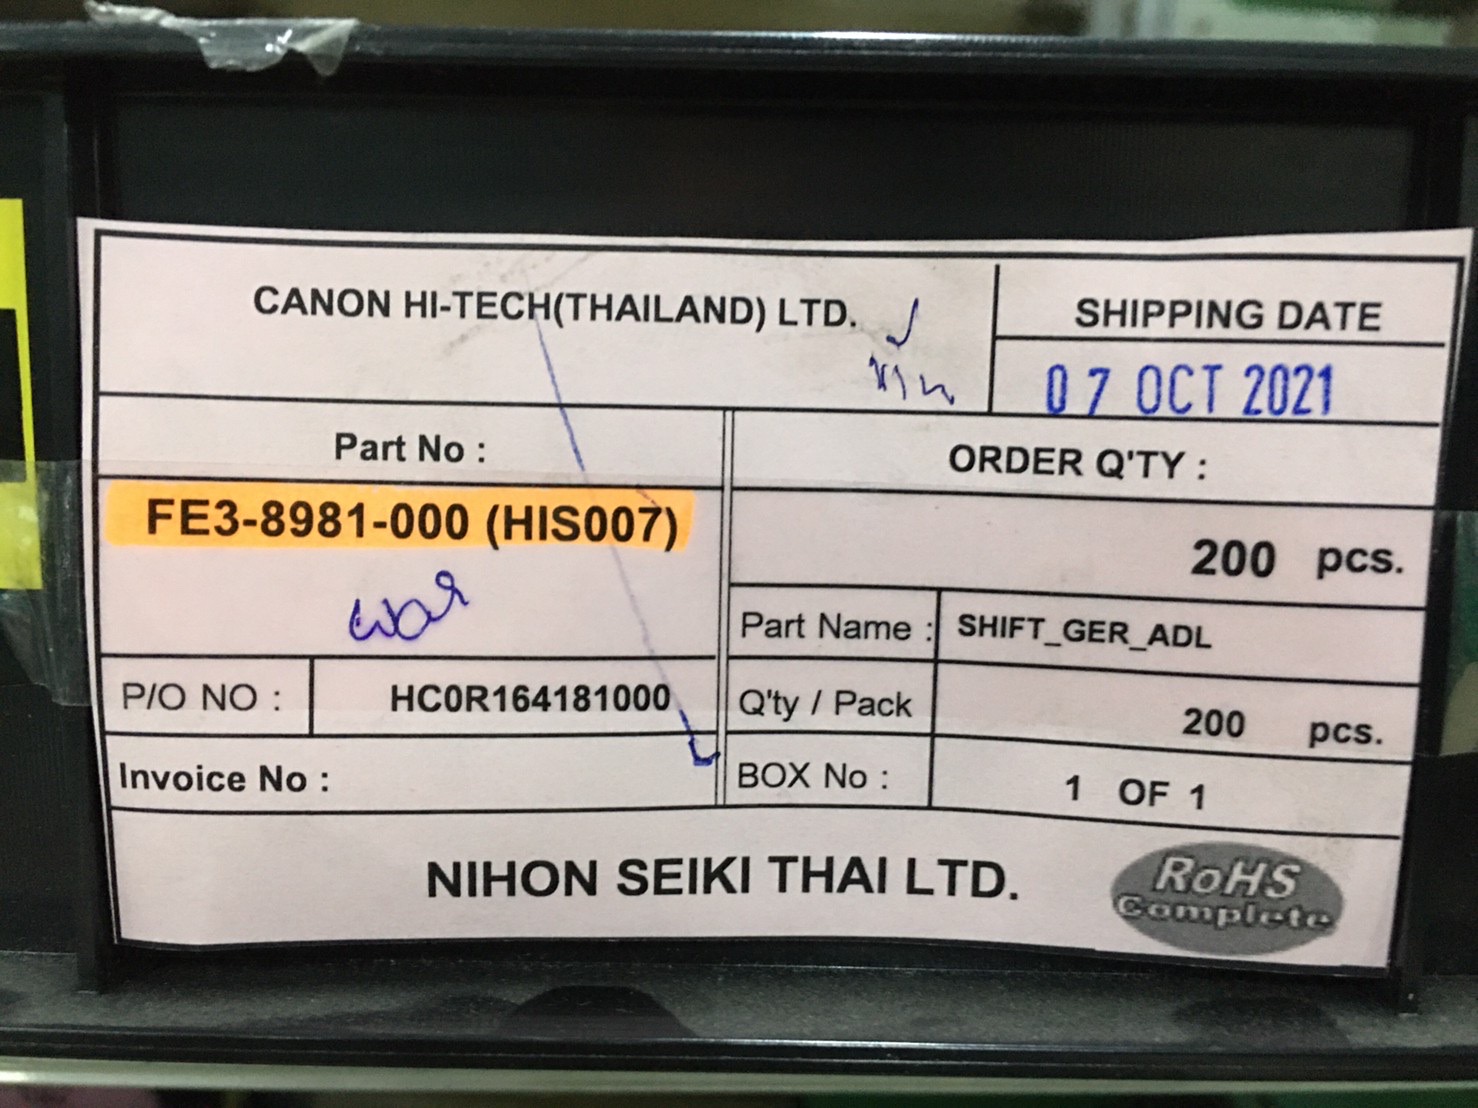 CANON HI-TECH(THAILAND) LTD.
SHIPPING DATE
07 OCT 2021
Part No :
ORDER Q'TY :
FE3-8981-000 (HIS007)
200 pcs.
Part Name : SHIFT_GER_ADL
P/O NO : HC0R164181000
Q'ty / Pack 200 pcs.
Invoice No :
BOX No : 1 OF 1
NIHON SEIKI THAI LTD.
RoHS
Complete